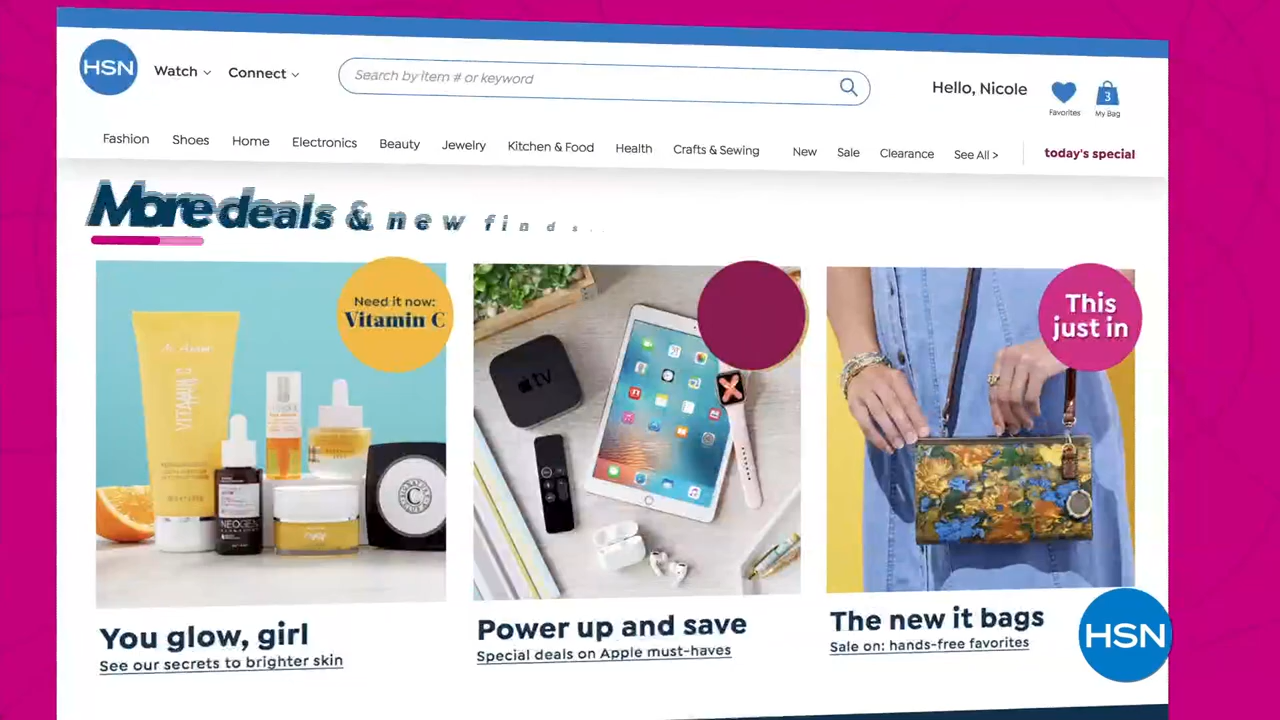 HSN
Watch
Connect
Search by item # or keyword
Hello, Nicole
Favorites
3
My Bag
Fashion
Shoes
Home
Electronics
Beauty
Jewelry
Kitchen & Food
Health
Crafts & Sewing
New
Sale
Clearance
See All >
today's special
More deals & new finds
Need it now:
Vitamin C
VITAMIN C
NEOGEN
C
tv
This
just in
You glow, girl
See our secrets to brighter skin
Power up and save
Special deals on Apple must-haves
The new it bags
Sale on: hands-free favorites
HSN